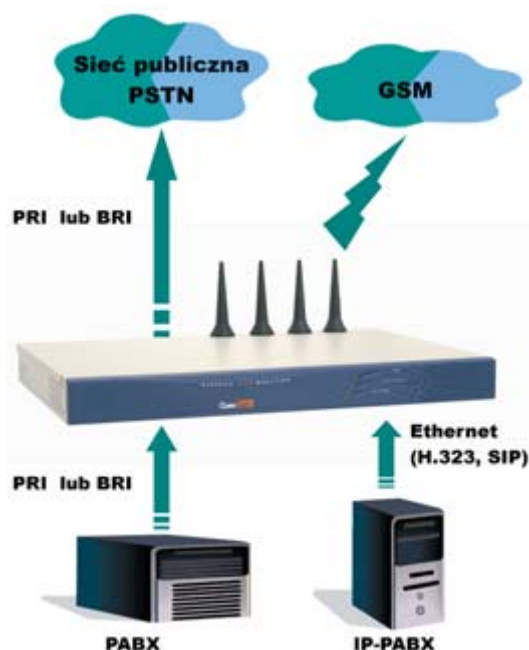 Sieć publiczna
PSTN
GSM
PRI lub BRI
Ethernet
(H.323, SIP)
PRI lub BRI
PABX
IP-PABX